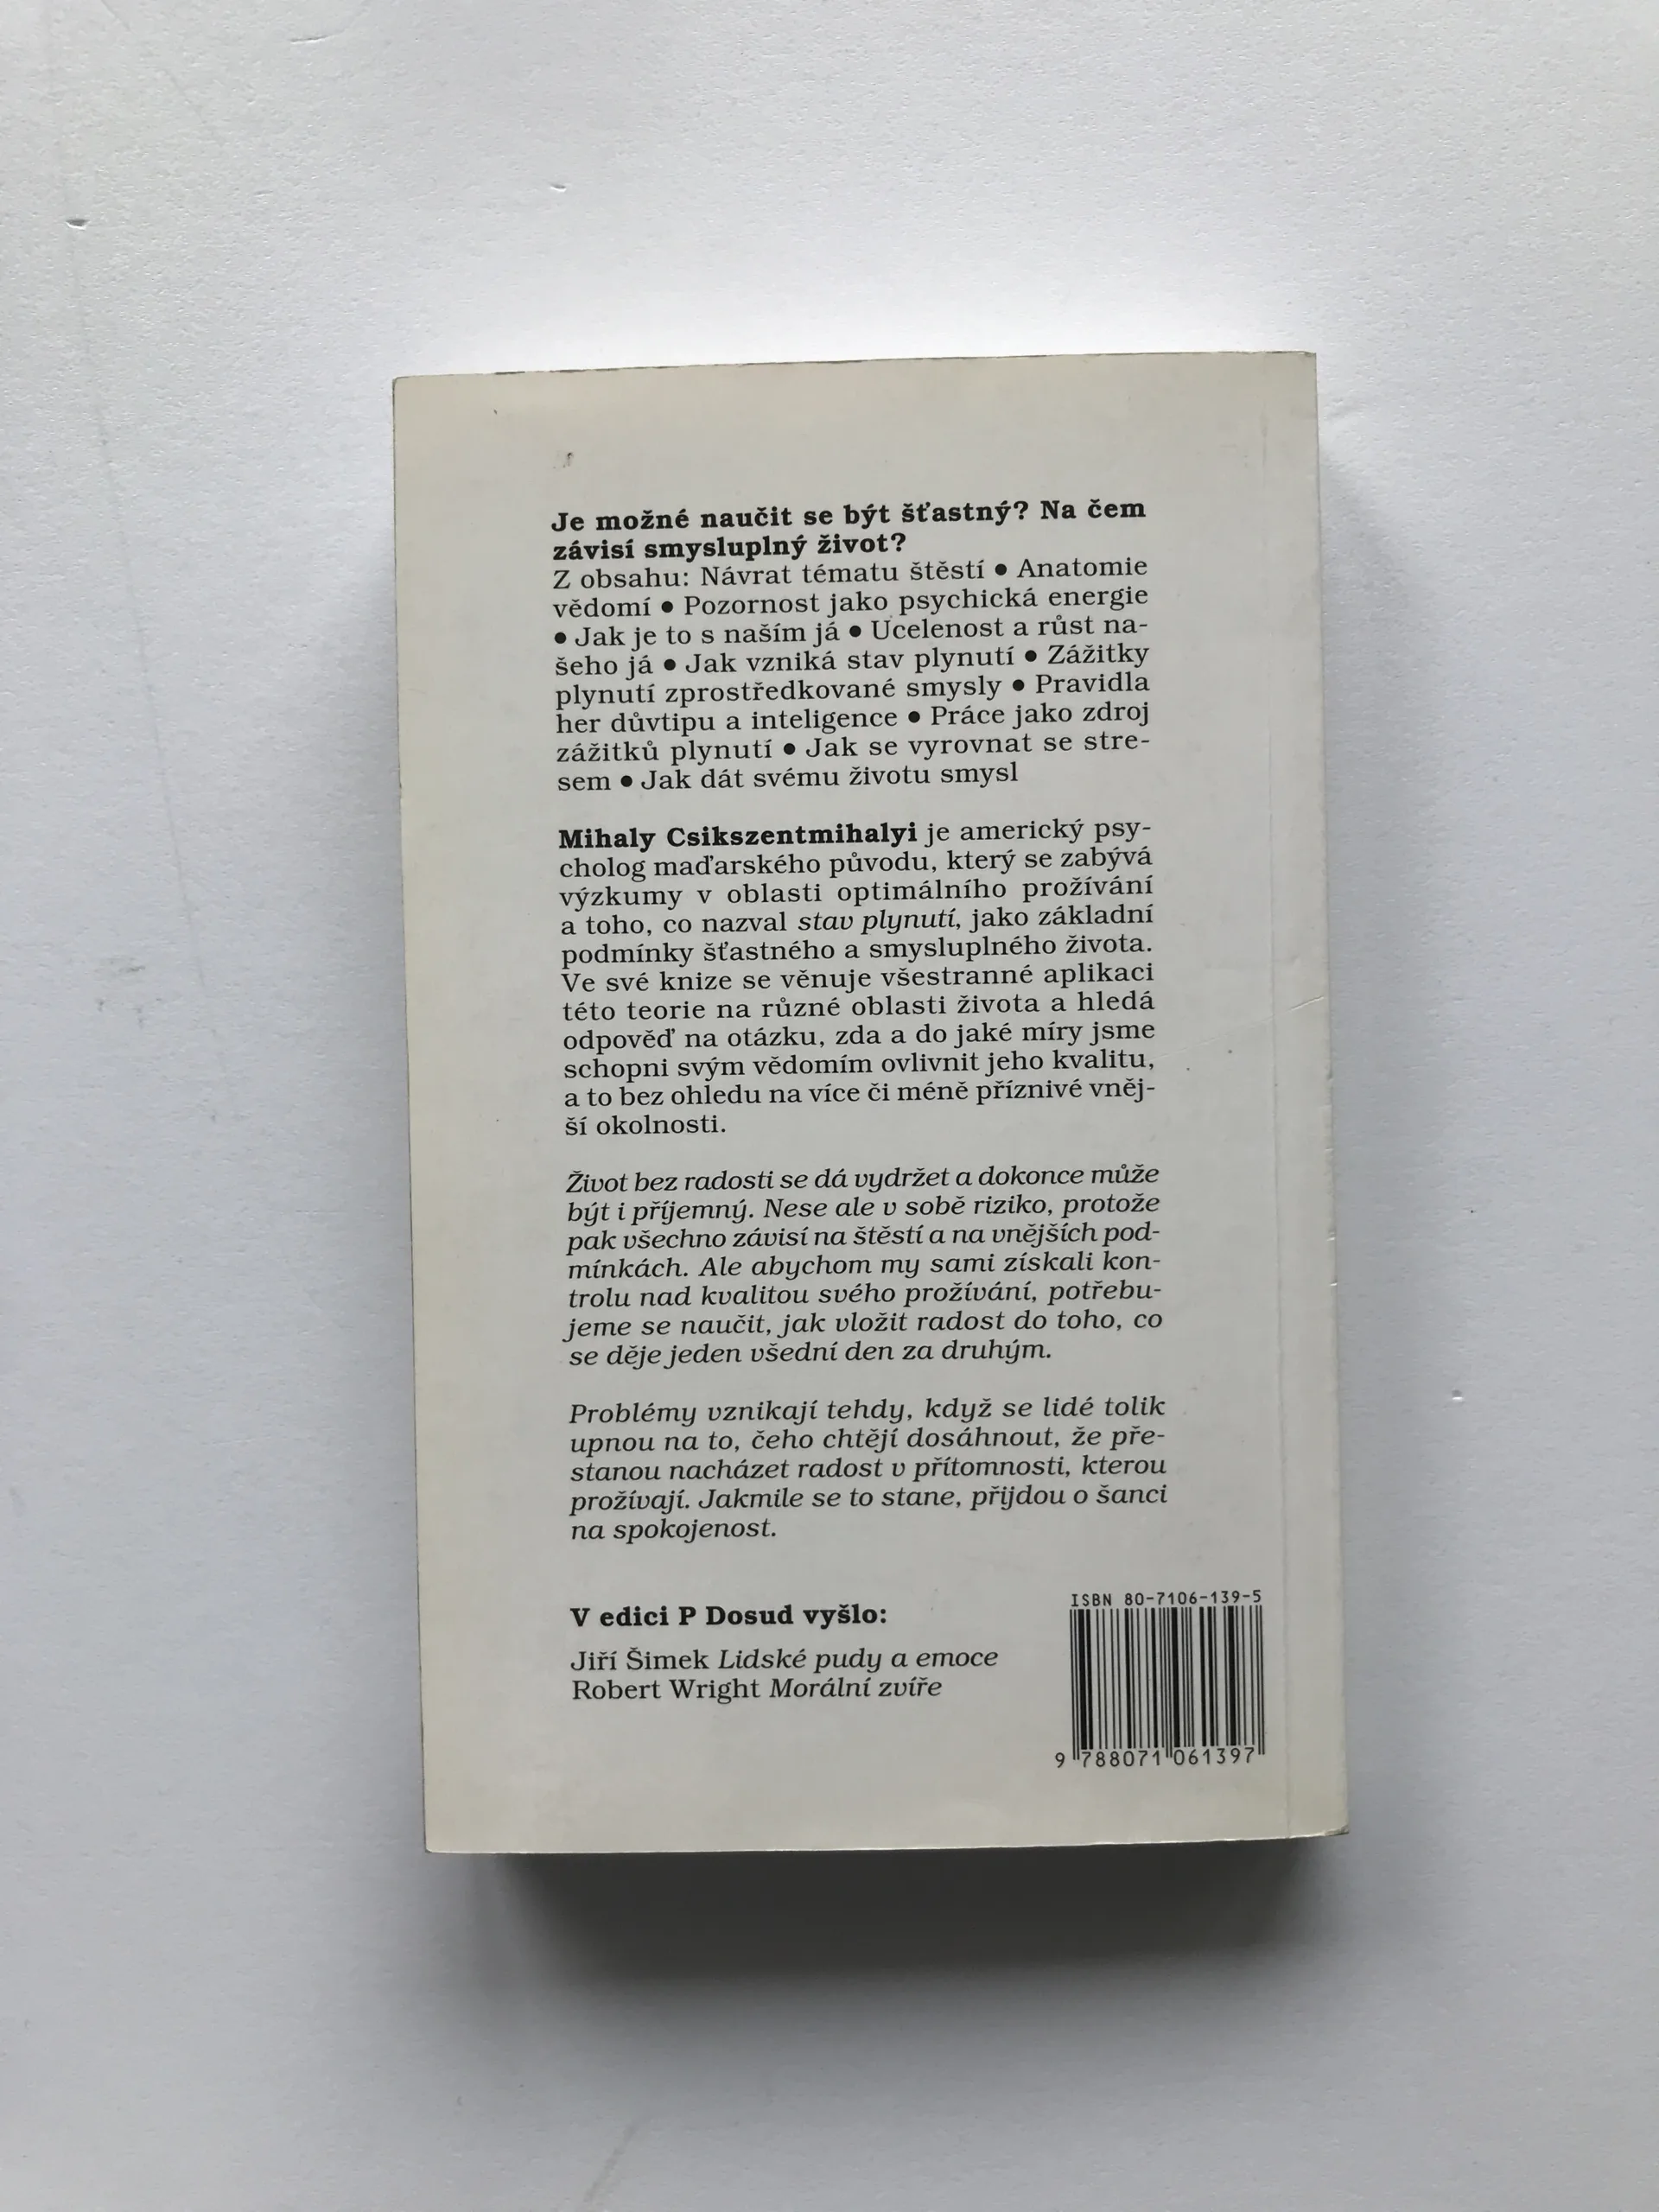 Je možné naučit se být šťastný? Na čem
závisí smysluplný život?
Z obsahu: Návrat tématu štěstí ● Anatomie
vědomí ● Pozornost jako psychická energie
● Jak je to s naším já ● Ucelenost a růst na-
šeho já ● Jak vzniká stav plynutí ● Zážitky
plynutí zprostředkované smysly ● Pravidla
her důvtipu a inteligence ● Práce jako zdroj
zážitků plynutí ● Jak se vyrovnat se stre-
sem ● Jak dát svému životu smysl
Mihaly Csikszentmihalyi je americký psy-
cholog maďarského původu, který se zabývá
výzkumy v oblasti optimálního prožívání
a toho, co nazval stav plynutí, jako základní
podmínky šťastného a smysluplného života.
Ve své knize se věnuje všestranné aplikaci
této teorie na různé oblasti života a hledá
odpověď na otázku, zda a do jaké míry jsme
schopni svým vědomím ovlivnit jeho kvalitu,
a to bez ohledu na více či méně příznivé vněj-
ší okolnosti.
Život bez radosti se dá vydržet a dokonce může
být i příjemný. Nese ale v sobě riziko, protože
pak všechno závisí na štěstí a na vnějších pod-
mínkách. Ale abychom my sami získali kon-
trolu nad kvalitou svého prožívání, potřebu-
jeme se naučit, jak vložit radost do toho, co
se děje jeden všední den za druhým.
Problémy vznikají tehdy, když se lidé tolik
upnou na to, čeho chtějí dosáhnout, že pře-
stanou nacházet radost v přítomnosti, kterou
prožívají. Jakmile se to stane, přijdou o šanci
na spokojenost.
V edici P Dosud vyšlo:
Jiří Šimek Lidské pudy a emoce
Robert Wright Morální zvíře
ISBN 80-7106-139-5
9 788071 061397